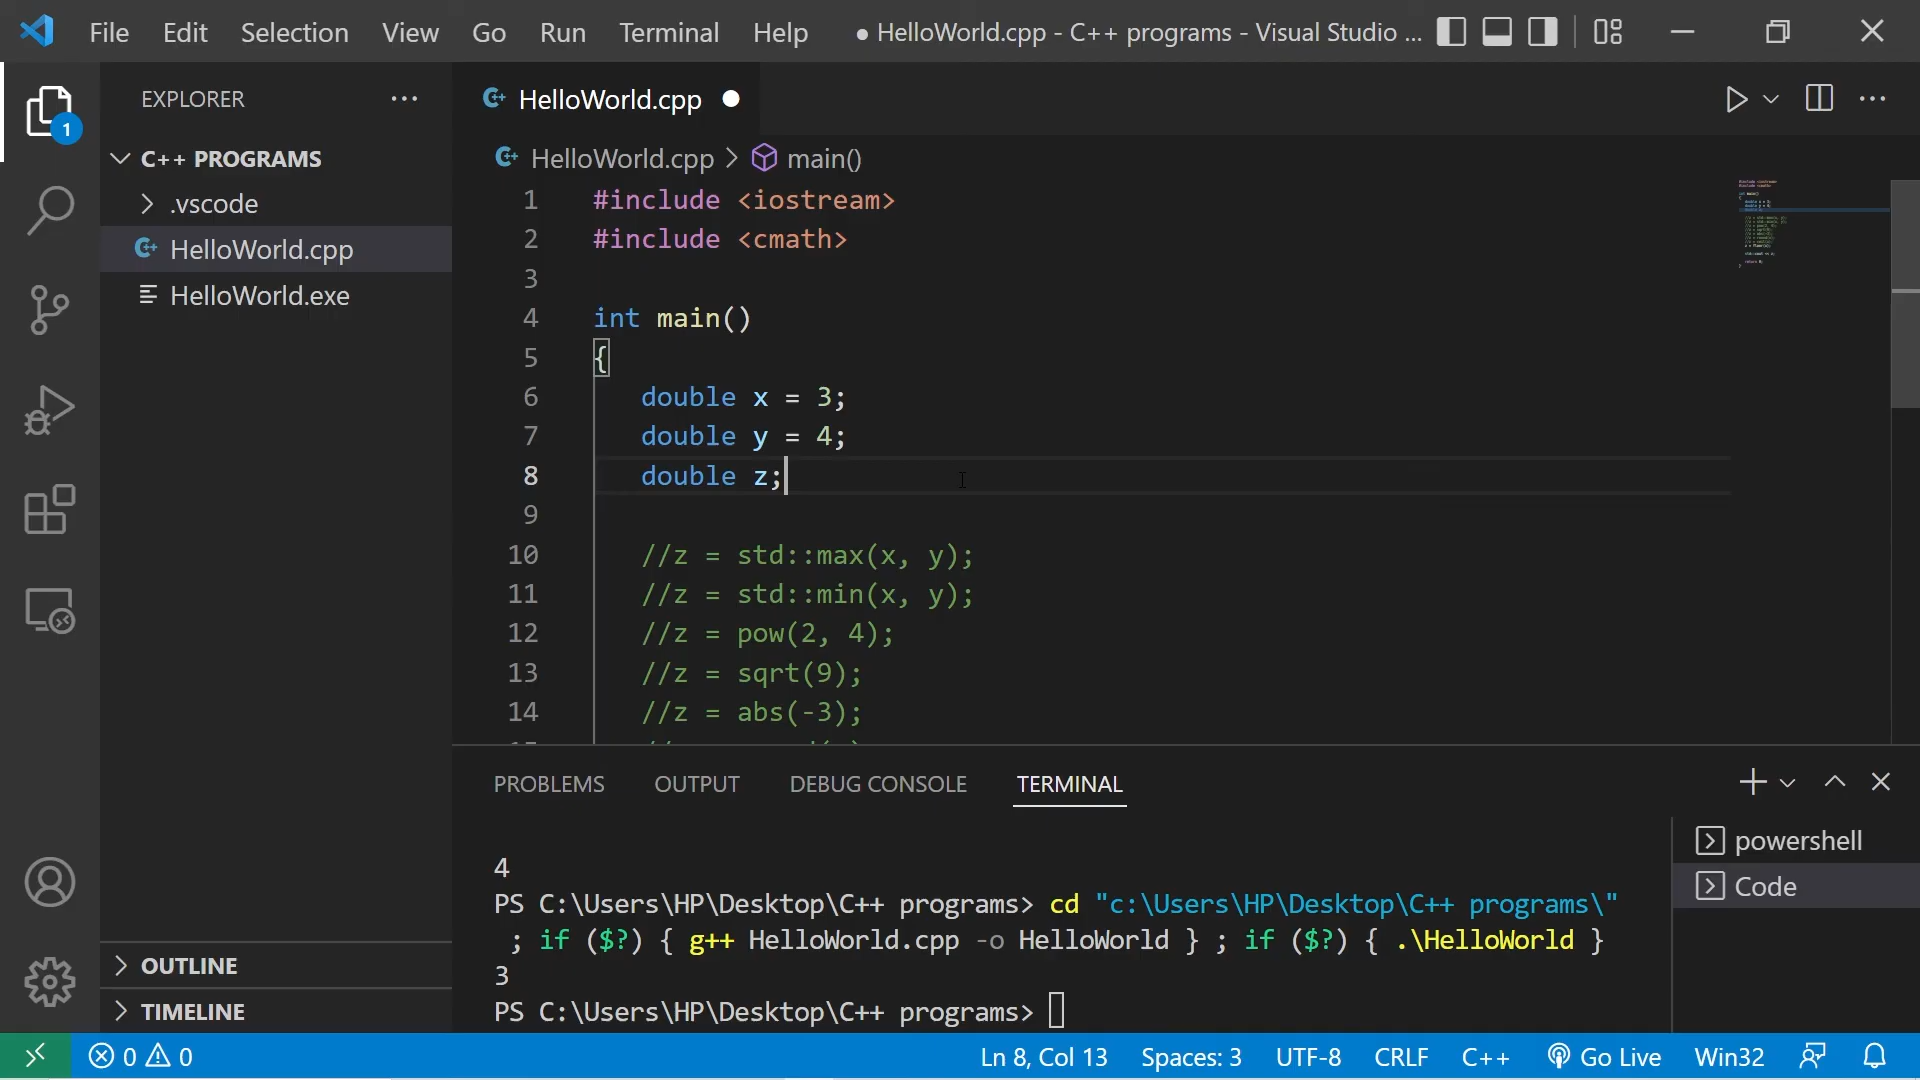 File Edit Selection View Go Run Terminal Help ● HelloWorld.cpp - C++ programs - Visual Studio ...
EXPLORER
1
C++ PROGRAMS
.vscode
HelloWorld.cpp
HelloWorld.exe
OUTLINE
TIMELINE
HelloWorld.cpp
HelloWorld.cpp > main()
1 #include <iostream>
2 #include <cmath>
3
4 int main()
5 {
6 double x = 3;
7 double y = 4;
8 double z;
9
10 //z = std::max(x, y);
11 //z = std::min(x, y);
12 //z = pow(2, 4);
13 //z = sqrt(9);
14 //z = abs(-3);
PROBLEMS OUTPUT DEBUG CONSOLE TERMINAL
4
PS C:\Users\HP\Desktop\C++ programs> cd "c:\Users\HP\Desktop\C++ programs\"
; if ($?) { g++ HelloWorld.cpp -o HelloWorld } ; if ($?) { .\HelloWorld }
3
PS C:\Users\HP\Desktop\C++ programs>
powershell
Code
0 0 Ln 8, Col 13 Spaces: 3 UTF-8 CRLF C++ Go Live Win32